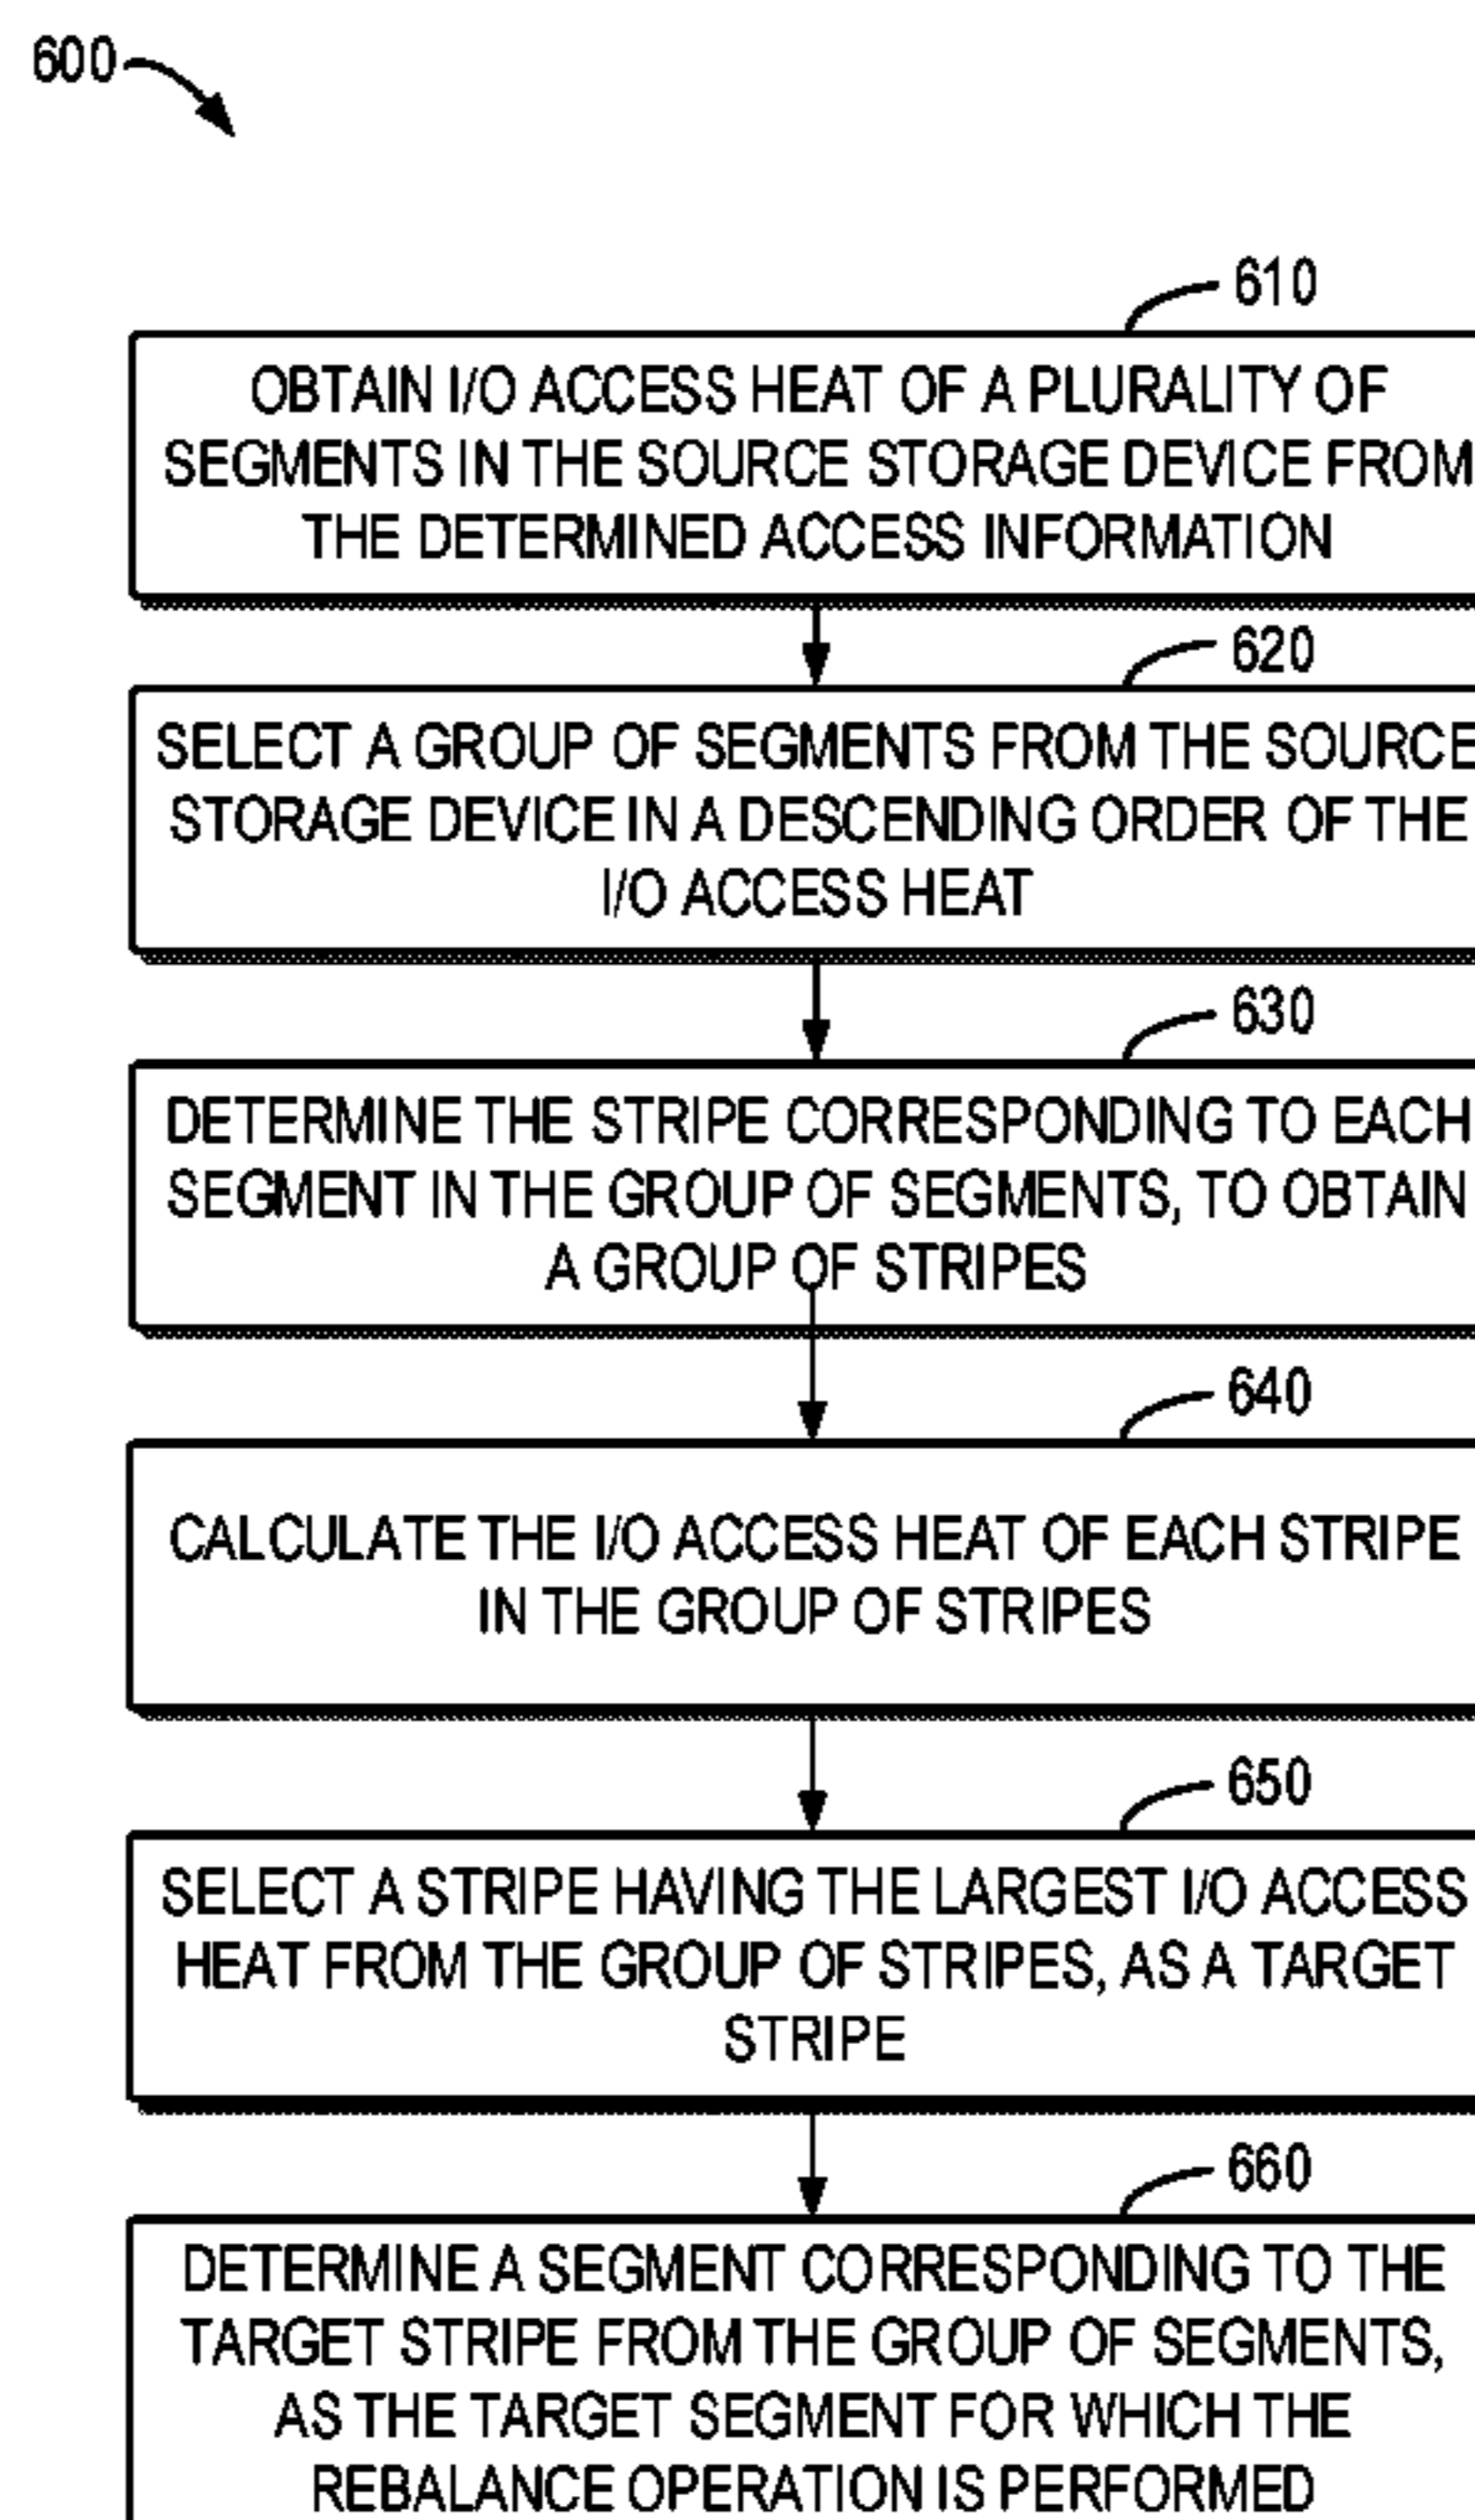 600
610
OBTAIN I/O ACCESS HEAT OF A PLURALITY OF
SEGMENTS IN THE SOURCE STORAGE DEVICE FROM
THE DETERMINED ACCESS INFORMATION
620
SELECT A GROUP OF SEGMENTS FROM THE SOURCE
STORAGE DEVICE IN A DESCENDING ORDER OF THE
I/O ACCESS HEAT
630
DETERMINE THE STRIPE CORRESPONDING TO EACH
SEGMENT IN THE GROUP OF SEGMENTS, TO OBTAIN
A GROUP OF STRIPES
640
CALCULATE THE I/O ACCESS HEAT OF EACH STRIPE
IN THE GROUP OF STRIPES
650
SELECT A STRIPE HAVING THE LARGEST I/O ACCESS
HEAT FROM THE GROUP OF STRIPES, AS A TARGET
STRIPE
660
DETERMINE A SEGMENT CORRESPONDING TO THE
TARGET STRIPE FROM THE GROUP OF SEGMENTS,
AS THE TARGET SEGMENT FOR WHICH THE
REBALANCE OPERATION IS PERFORMED